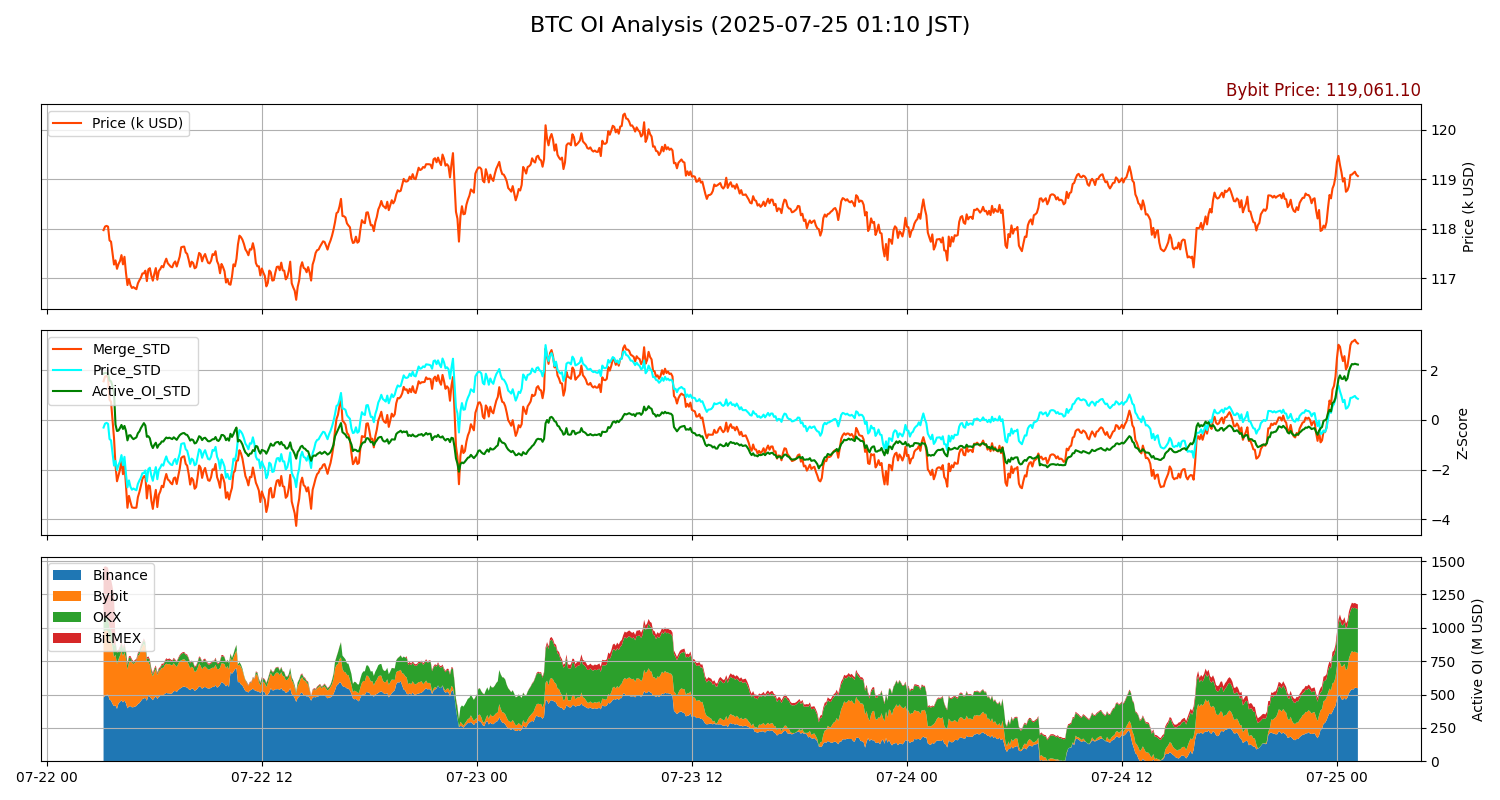 BTC OI Analysis (2025-07-25 01:10 JST)
Bybit Price: 119,061.10
Price (k USD)
120
119
118
117
Price (k USD)
Merge_STD
Price_STD
Active_OI_STD
2
0
−2
−4
Z-Score
Binance
Bybit
OKX
BitMEX
1500
1250
1000
750
500
250
0
Active OI (M USD)
07-22 00
07-22 12
07-23 00
07-23 12
07-24 00
07-24 12
07-25 00